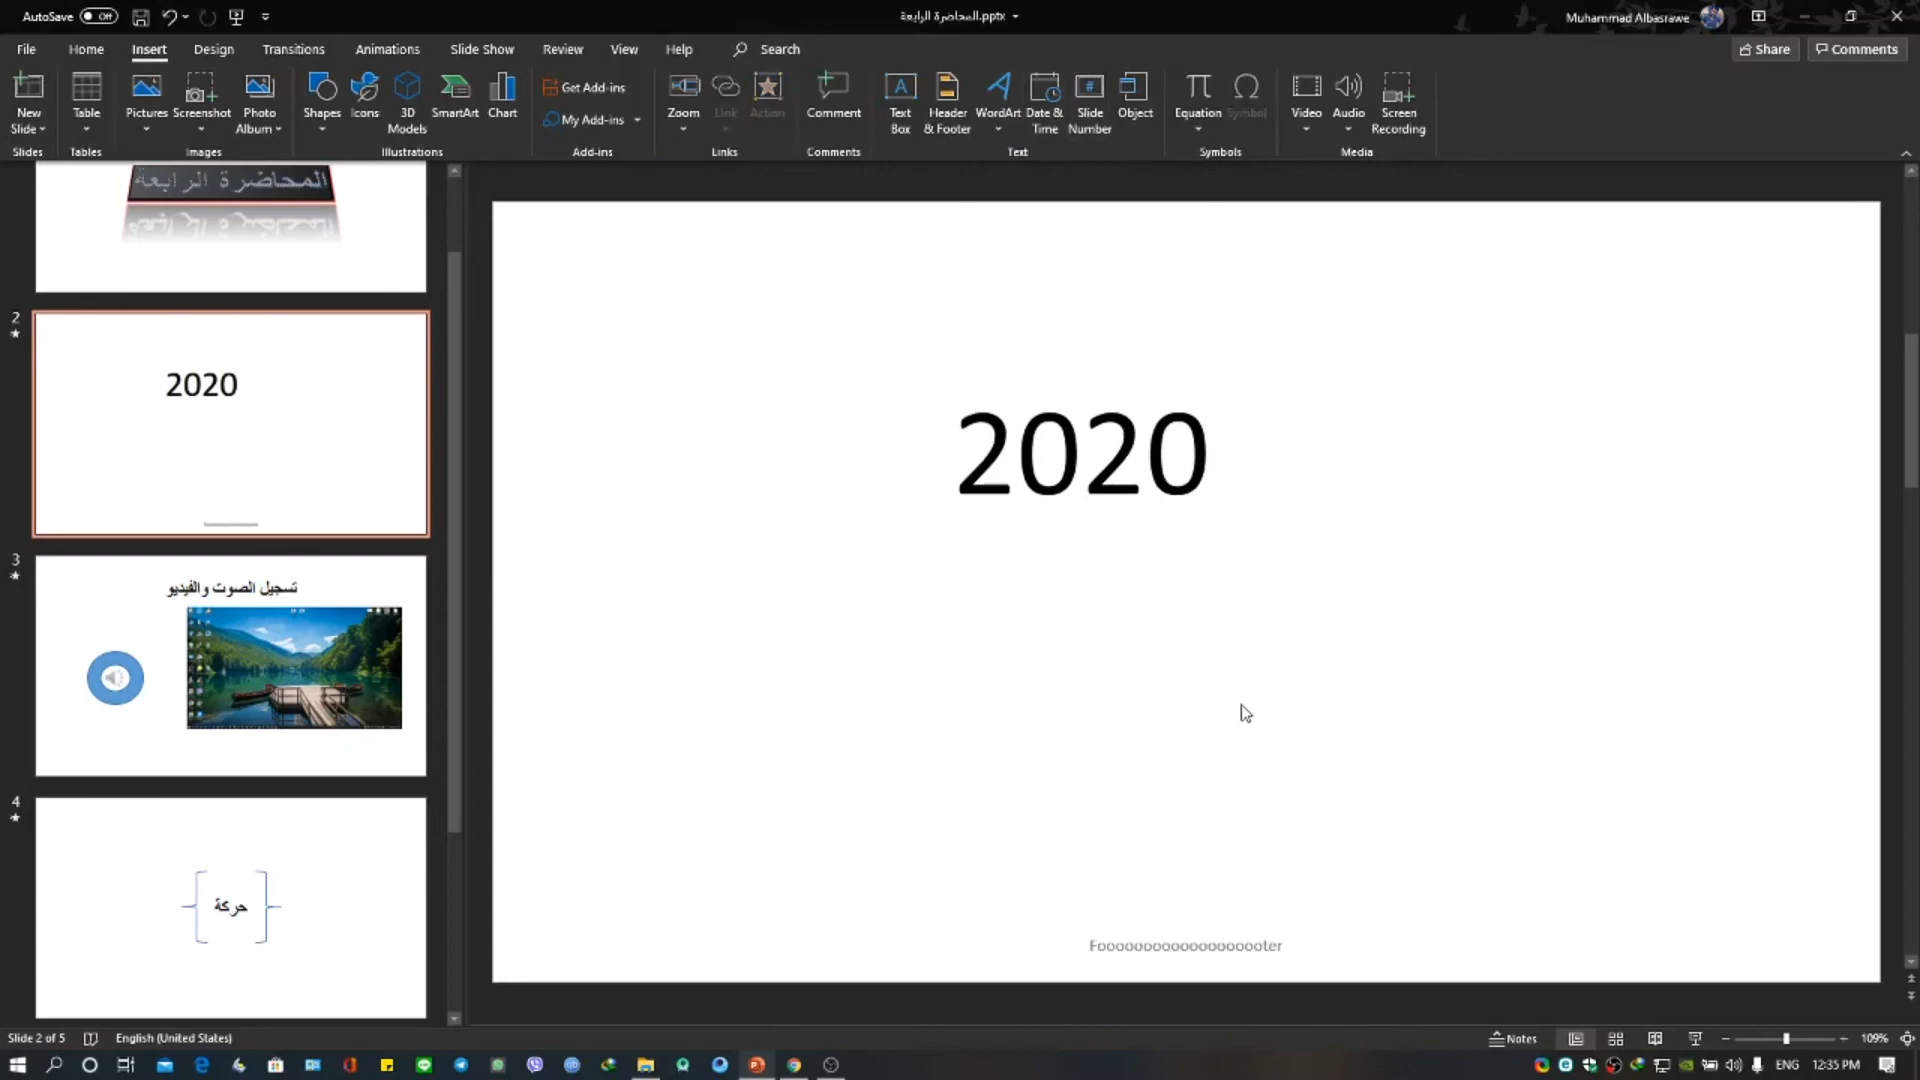 AutoSave Off
المحاضرة الرابعة.pptx
Muhammad Albasrawe
File Home Insert Design Transitions Animations Slide Show Review View Help Search
Share Comments
New Slide
Table
Pictures
Screenshot
Photo Album
Shapes
Icons
3D Models
SmartArt
Chart
Get Add-ins
My Add-ins
Zoom
Link
Action
Comment
Text Box
Header & Footer
WordArt
Date & Time
Slide Number
Object
Equation
Symbol
Video
Audio
Screen Recording
Slides Tables Images Illustrations Add-ins Links Comments Text Symbols Media
المحاضرة الرابعة
2
2020
3
تسجيل الصوت والفيديو
4
حركة
2020
Foooooooooooooooooooter
Slide 2 of 5 English (United States)
Notes
109%
ENG 12:35 PM